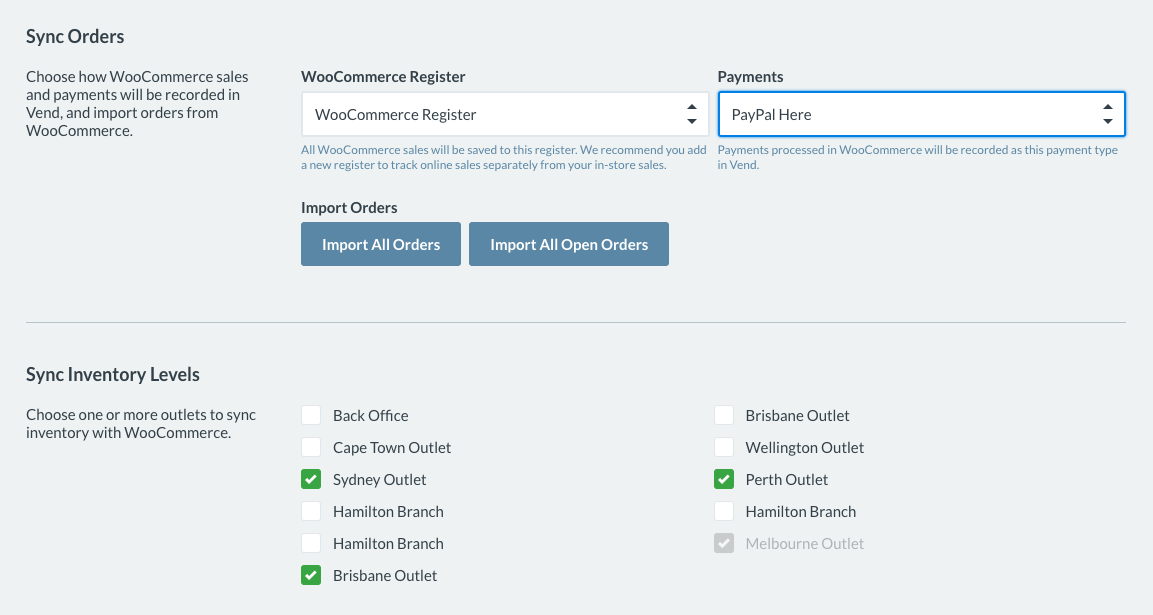 Sync Orders
Choose how WooCommerce sales
and payments will be recorded in
Vend, and import orders from
WooCommerce.
WooCommerce Register
WooCommerce Register
All WooCommerce sales will be saved to this register. We recommend you add
a new register to track online sales separately from your in-store sales.
Payments
PayPal Here
Payments processed in WooCommerce will be recorded as this payment type
in Vend.
Import Orders
Import All Orders
Import All Open Orders
Sync Inventory Levels
Choose one or more outlets to sync
inventory with WooCommerce.
Back Office
Cape Town Outlet
Sydney Outlet
Hamilton Branch
Hamilton Branch
Brisbane Outlet
Brisbane Outlet
Wellington Outlet
Perth Outlet
Hamilton Branch
Melbourne Outlet